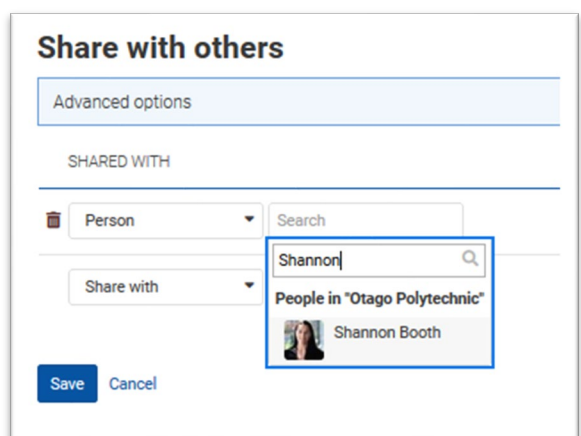 Share with others
Advanced options
SHARED WITH
Person
Search
Shannon
Share with
People in "Otago Polytechnic"
Shannon Booth
Save
Cancel